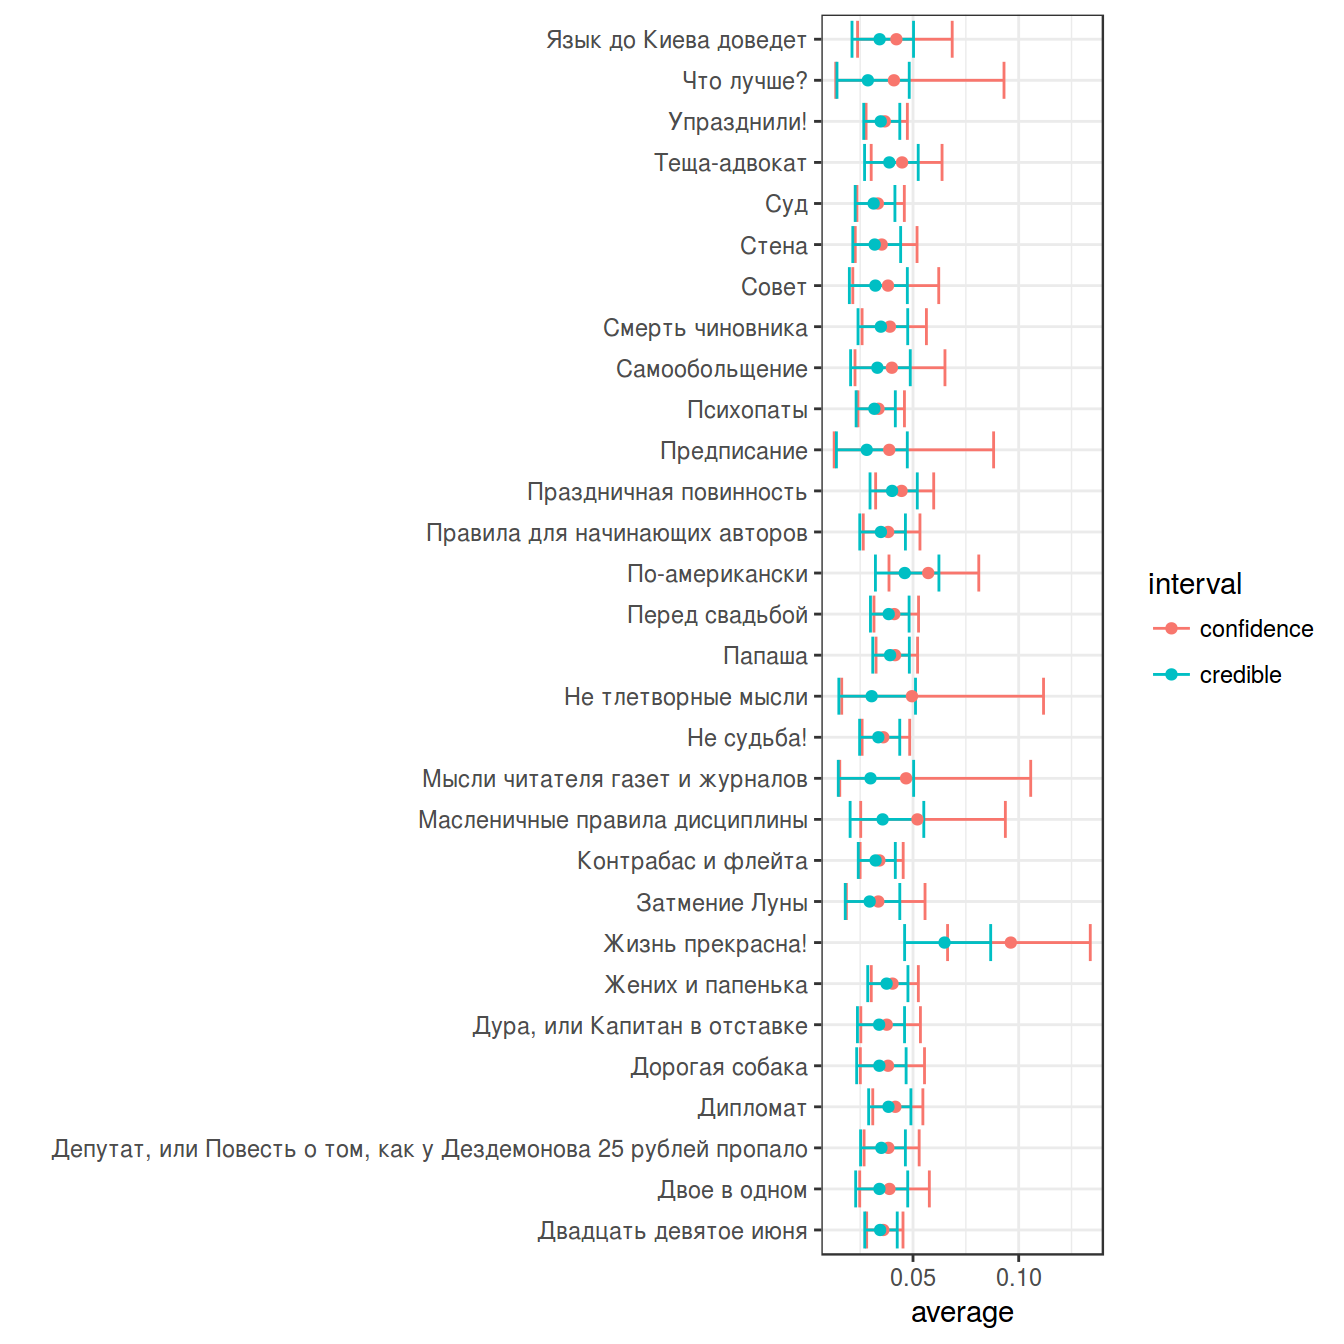 Язык до Киева доведет
Что лучше?
Упразднили!
Теща-адвокат
Суд
Стена
Совет
Смерть чиновника
Самообольщение
Психопаты
Предписание
Праздничная повинность
Правила для начинающих авторов
По-американски
Перед свадьбой
Папаша
Не тлетворные мысли
Не судьба!
Мысли читателя газет и журналов
Масленичные правила дисциплины
Контрабас и флейта
Затмение Луны
Жизнь прекрасна!
Жених и папенька
Дура, или Капитан в отставке
Дорогая собака
Дипломат
Депутат, или Повесть о том, как у Дездемонова 25 рублей пропало
Двое в одном
Двадцать девятое июня
0.05 0.10
average
interval
confidence
credible